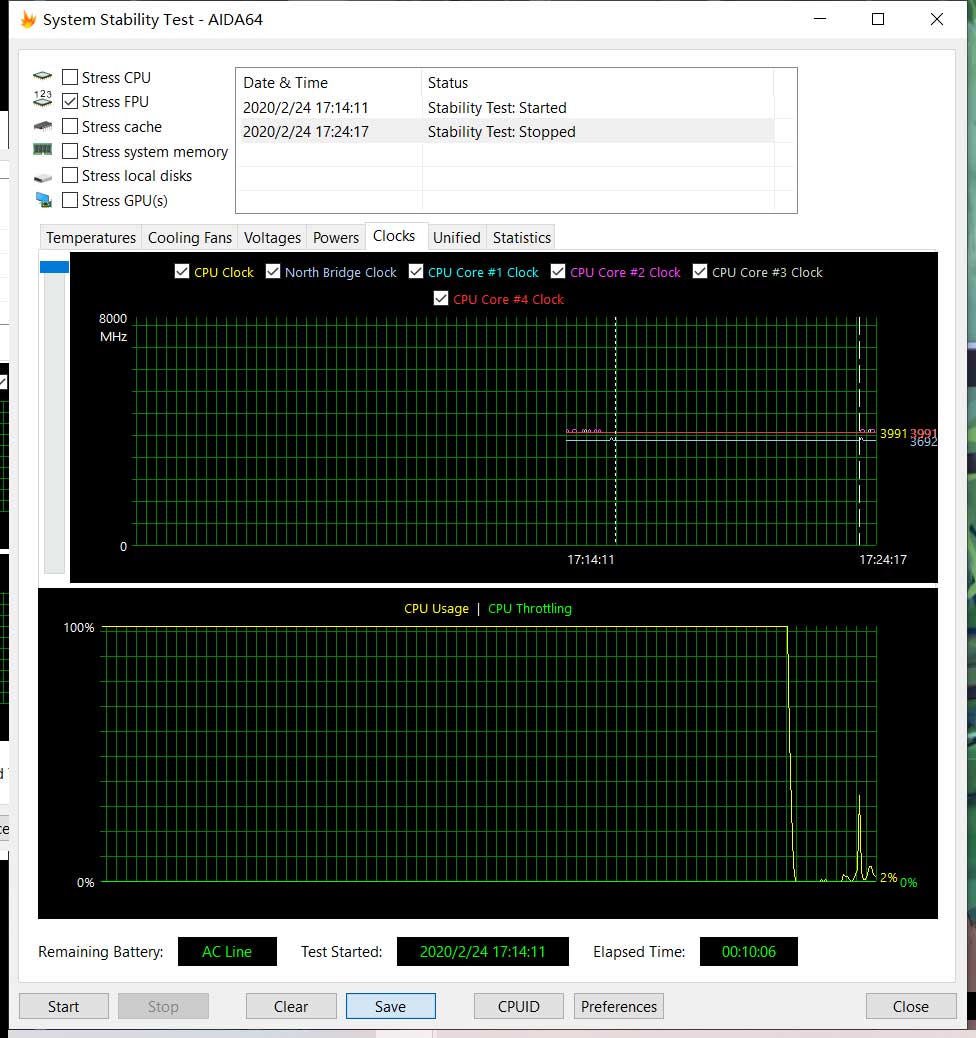 System Stability Test - AIDA64
Stress CPU
123
Stress FPU
Stress cache
Stress system memory
Stress local disks
Stress GPU(s)
Date & Time Status
2020/2/24 17:14:11 Stability Test: Started
2020/2/24 17:24:17 Stability Test: Stopped
Temperatures Cooling Fans Voltages Powers Clocks Unified Statistics
CPU Clock North Bridge Clock CPU Core #1 Clock CPU Core #2 Clock CPU Core #3 Clock
CPU Core #4 Clock
8000
MHz
3991 3991
3692
0
17:14:11 17:24:17
CPU Usage | CPU Throttling
100%
0% 2% 0%
Remaining Battery: AC Line Test Started: 2020/2/24 17:14:11 Elapsed Time: 00:10:06
Start Stop Clear Save CPUID Preferences Close